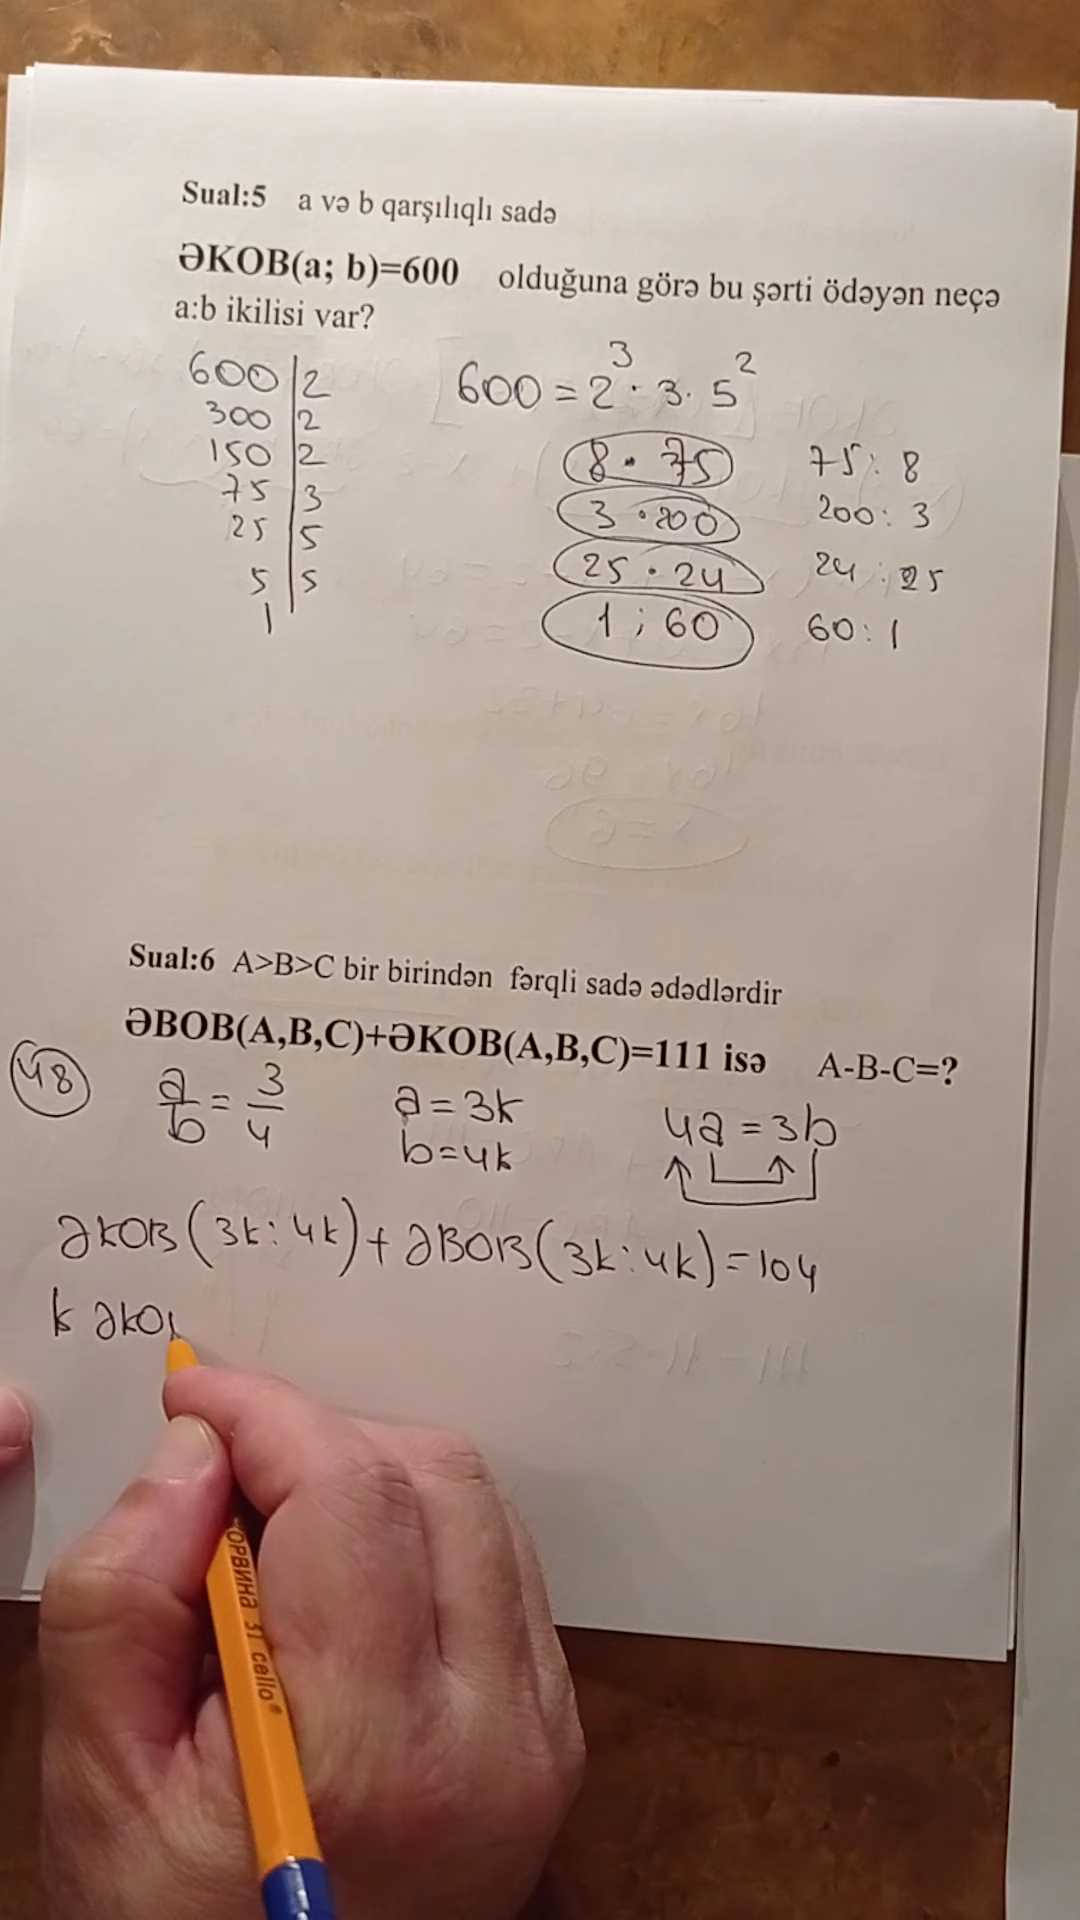 Sual:5 a və b qarşılıqlı sadə
ƏKOB(a; b)=600 olduğuna görə bu şərti ödəyən neçə
a:b ikilisi var?
600 | 2
300 | 2
150 | 2
75 | 3
25 | 5
5 | 5
1
600 = 2³ · 3 · 5²
8 · 75 75 : 8
3 · 200 200 : 3
25 · 24 24 : 25
1 ; 60 60 : 1
Sual:6 A>B>C bir birindən fərqli sadə ədədlərdir
ƏBOB(A,B,C)+ƏKOB(A,B,C)=111 isə A-B-C=?
48 a/b = 3/4 a = 3k 4a = 3b
b = 4k
ƏKOB(3k : 4k) + ƏBOB(3k : 4k) = 104
k ƏKO
ОРВИНА 51 cello